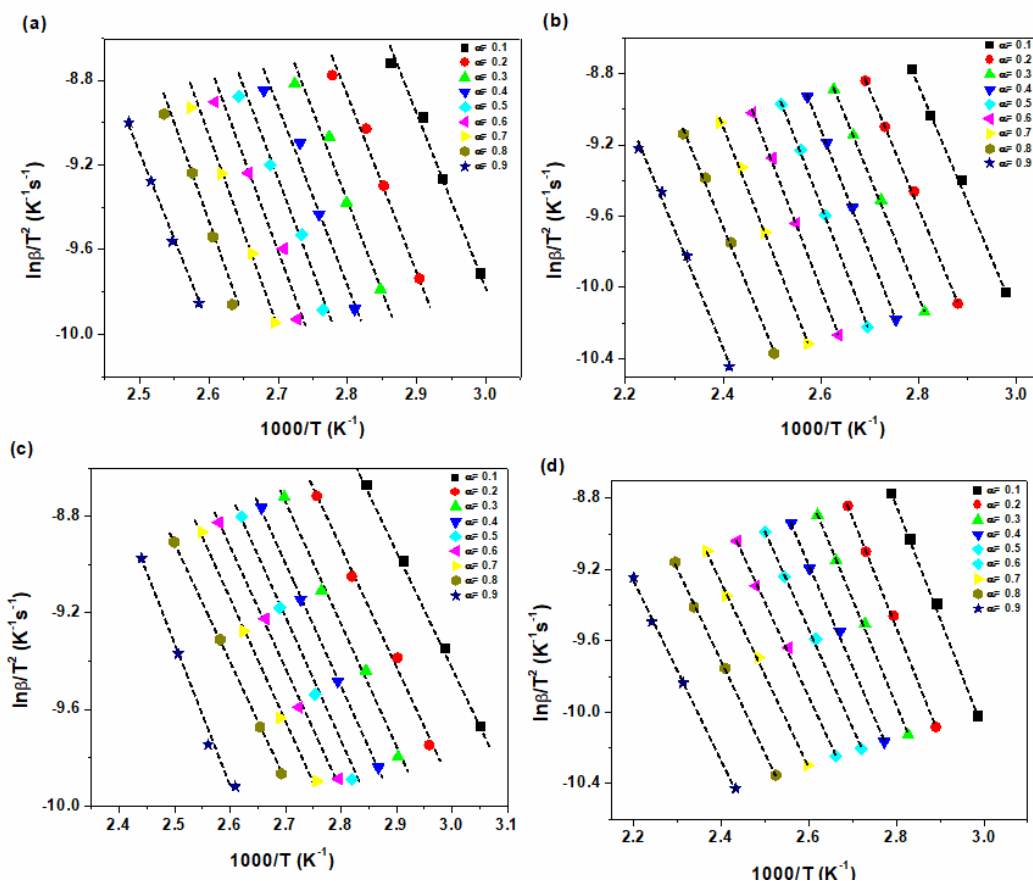 (a)
-8.8
-9.2
-9.6
-10.0
lnβ/T² (K⁻¹s⁻¹)
2.5 2.6 2.7 2.8 2.9 3.0
1000/T (K⁻¹)
α= 0.1
α= 0.2
α= 0.3
α= 0.4
α= 0.5
α= 0.6
α= 0.7
α= 0.8
α= 0.9
(b)
-8.8
-9.2
-9.6
-10.0
-10.4
lnβ/T² (K⁻¹s⁻¹)
2.2 2.3 2.4 2.5 2.6 2.7 2.8 2.9 3.0
1000/T (K⁻¹)
α= 0.1
α= 0.2
α= 0.3
α= 0.4
α= 0.5
α= 0.6
α= 0.7
α= 0.8
α= 0.9
(c)
-8.8
-9.2
-9.6
-10.0
lnβ/T² (K⁻¹s⁻¹)
2.4 2.5 2.6 2.7 2.8 2.9 3.0 3.1
1000/T (K⁻¹)
α= 0.1
α= 0.2
α= 0.3
α= 0.4
α= 0.5
α= 0.6
α= 0.7
α= 0.8
α= 0.9
(d)
-8.8
-9.2
-9.6
-10.0
-10.4
lnβ/T² (K⁻¹s⁻¹)
2.2 2.4 2.6 2.8 3.0
1000/T (K⁻¹)
α= 0.1
α= 0.2
α= 0.3
α= 0.4
α= 0.5
α= 0.6
α= 0.7
α= 0.8
α= 0.9